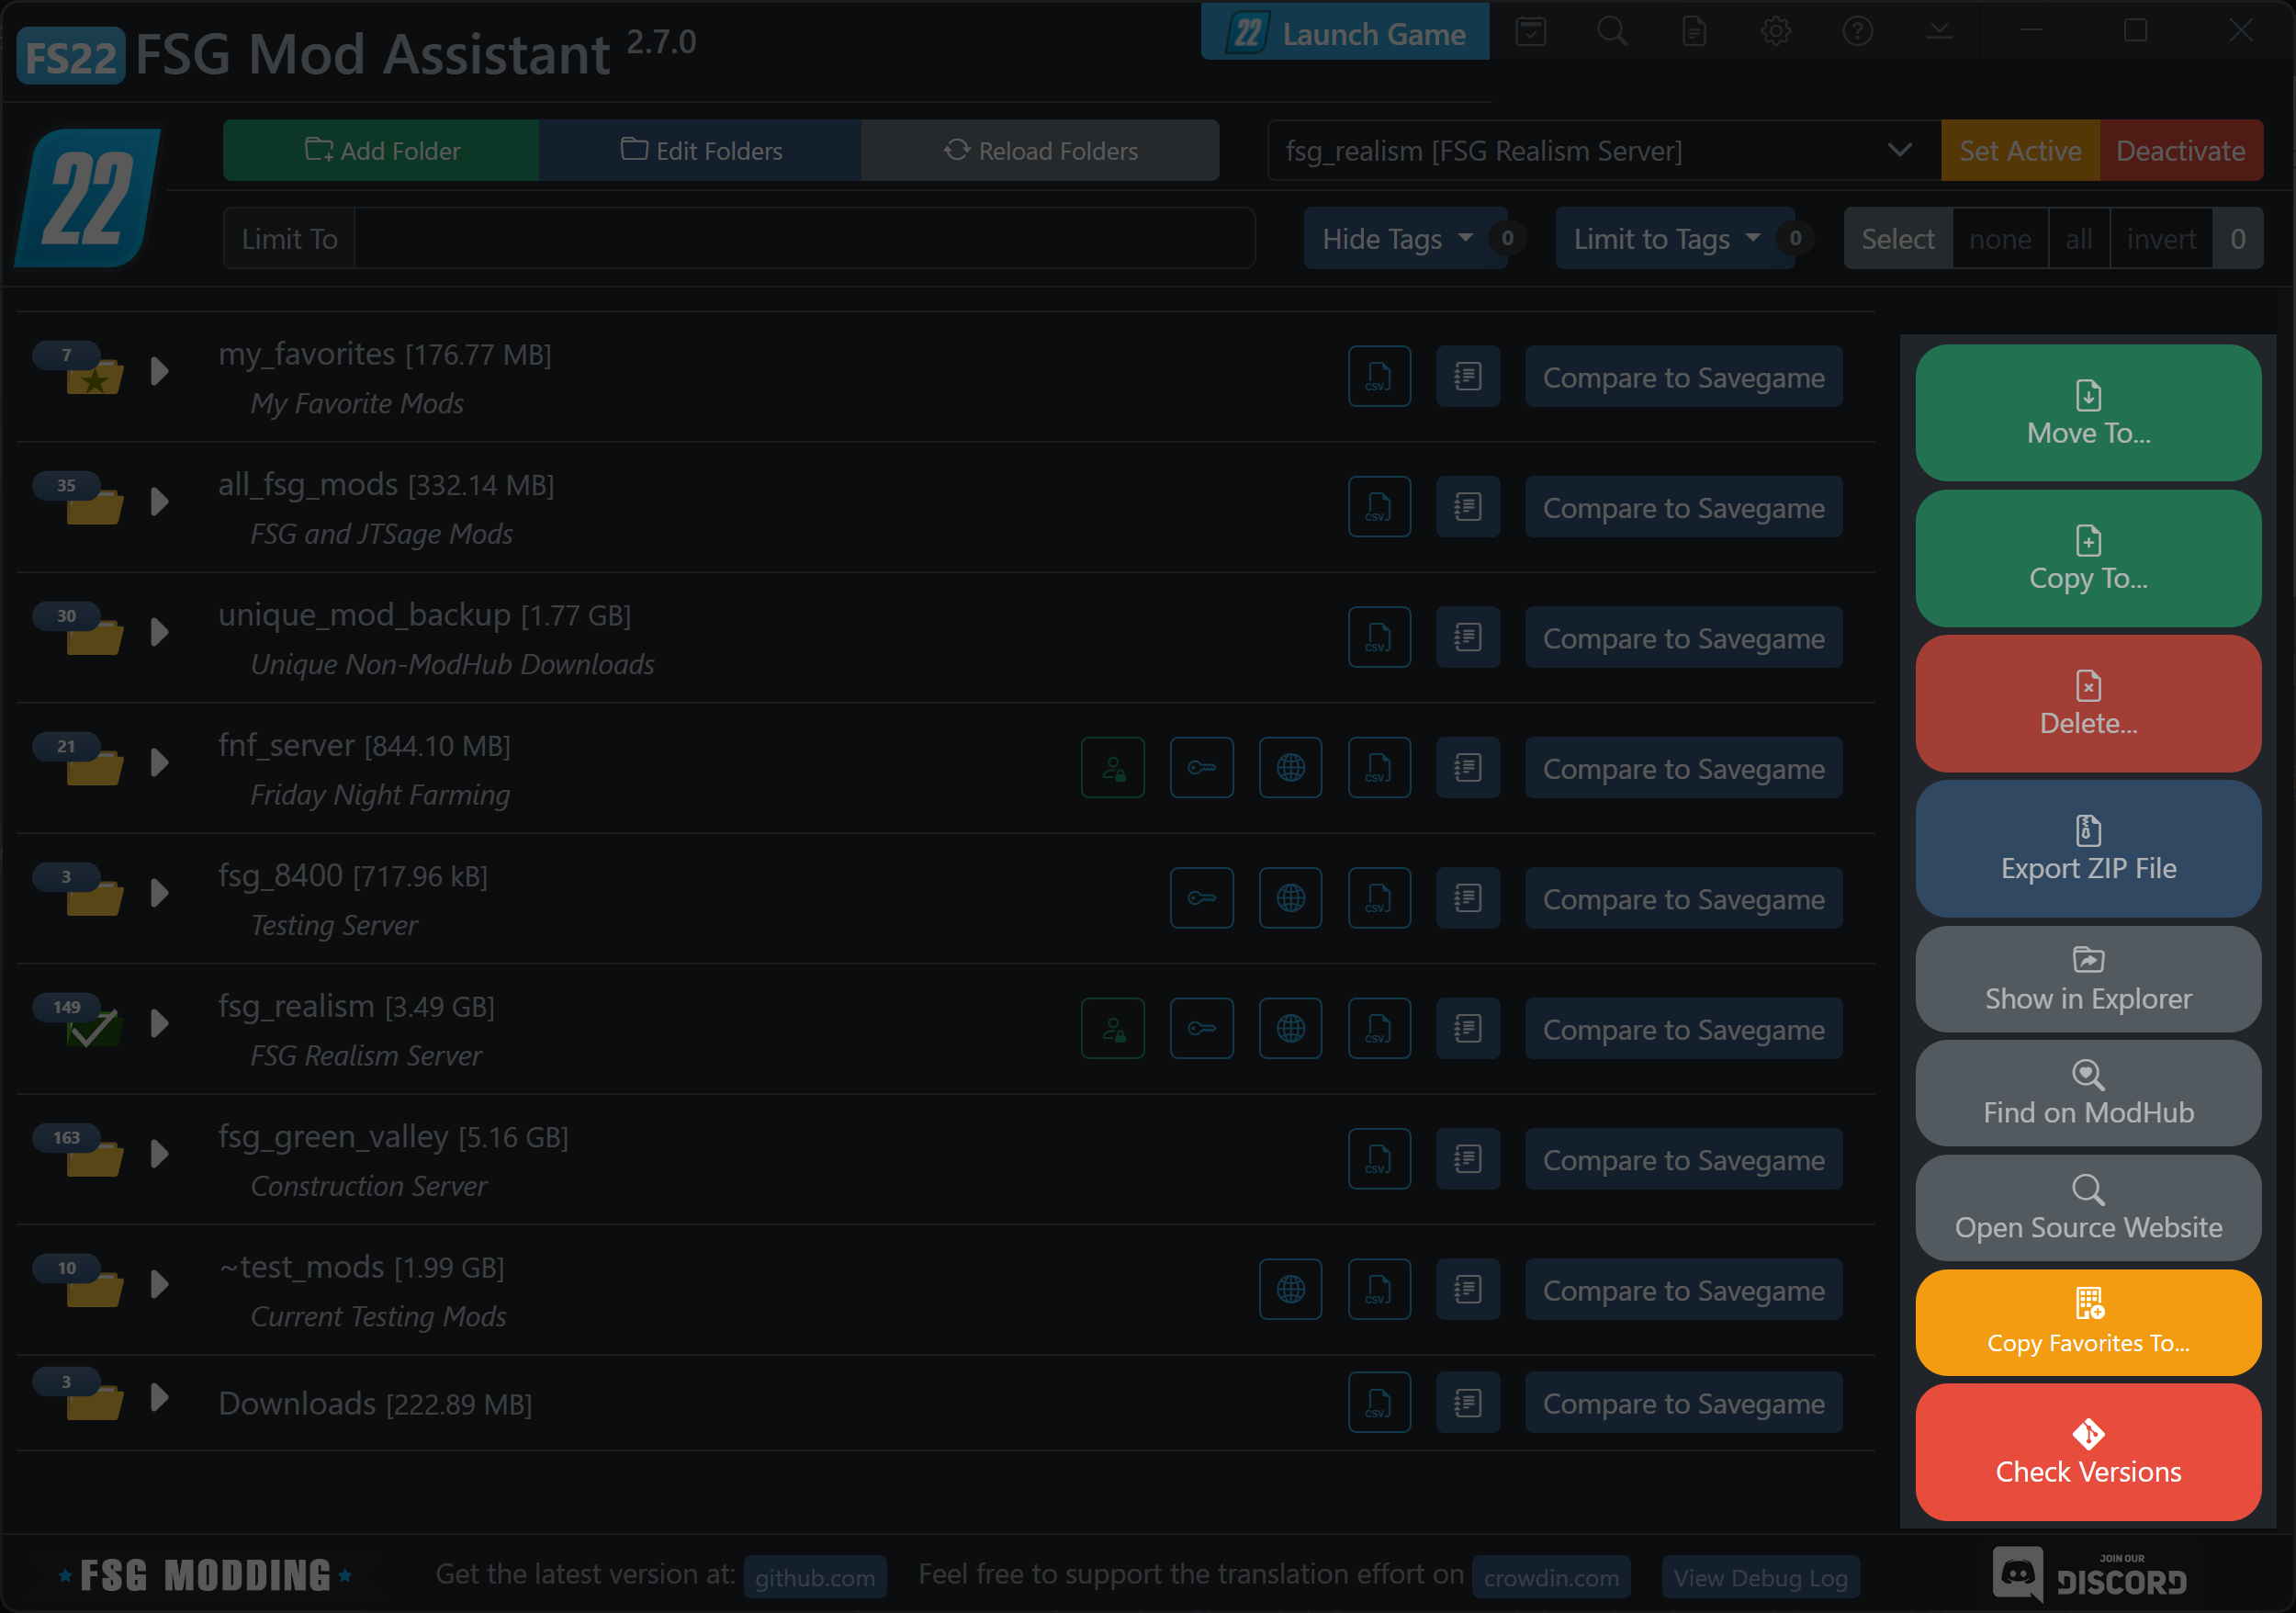 FS22 FSG Mod Assistant 2.7.0
22 Launch Game
22
Add Folder
Edit Folders
Reload Folders
fsg_realism [FSG Realism Server]
Set Active
Deactivate
Limit To
Hide Tags 0
Limit to Tags 0
Select none all invert 0
7
my_favorites [176.77 MB]
My Favorite Mods
CSV
Compare to Savegame
35
all_fsg_mods [332.14 MB]
FSG and JTSage Mods
CSV
Compare to Savegame
30
unique_mod_backup [1.77 GB]
Unique Non-ModHub Downloads
CSV
Compare to Savegame
21
fnf_server [844.10 MB]
Friday Night Farming
CSV
Compare to Savegame
3
fsg_8400 [717.96 kB]
Testing Server
CSV
Compare to Savegame
149
fsg_realism [3.49 GB]
FSG Realism Server
CSV
Compare to Savegame
163
fsg_green_valley [5.16 GB]
Construction Server
CSV
Compare to Savegame
10
~test_mods [1.99 GB]
Current Testing Mods
CSV
Compare to Savegame
3
Downloads [222.89 MB]
CSV
Compare to Savegame
Move To...
Copy To...
Delete...
Export ZIP File
Show in Explorer
Find on ModHub
Open Source Website
Copy Favorites To...
Check Versions
FSG MODDING
Get the latest version at: github.com
Feel free to support the translation effort on crowdin.com
View Debug Log
JOIN OUR
DISCORD